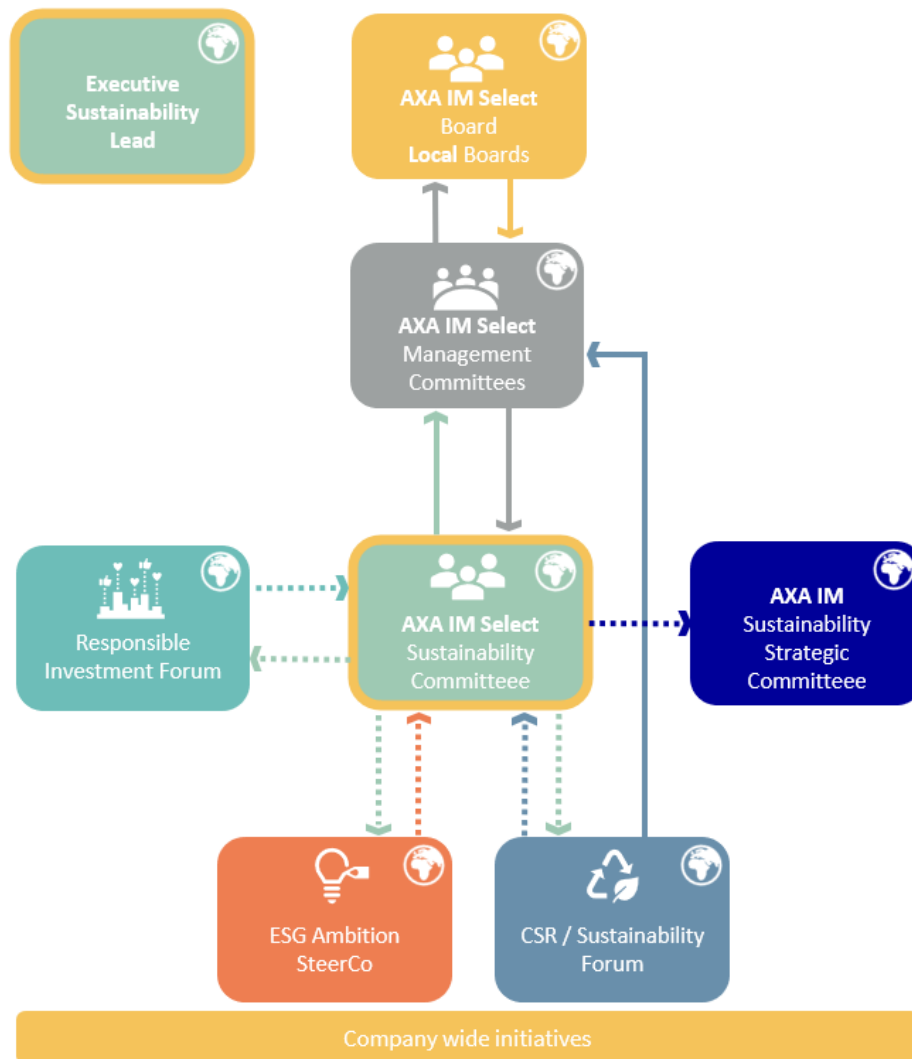 Executive
Sustainability
Lead
AXA IM Select
Board
Local Boards
AXA IM Select
Management
Committees
Responsible
Investment Forum
AXA IM Select
Sustainability
Committeee
AXA IM
Sustainability
Strategic
Committeee
ESG Ambition
SteerCo
CSR / Sustainability
Forum
Company wide initiatives